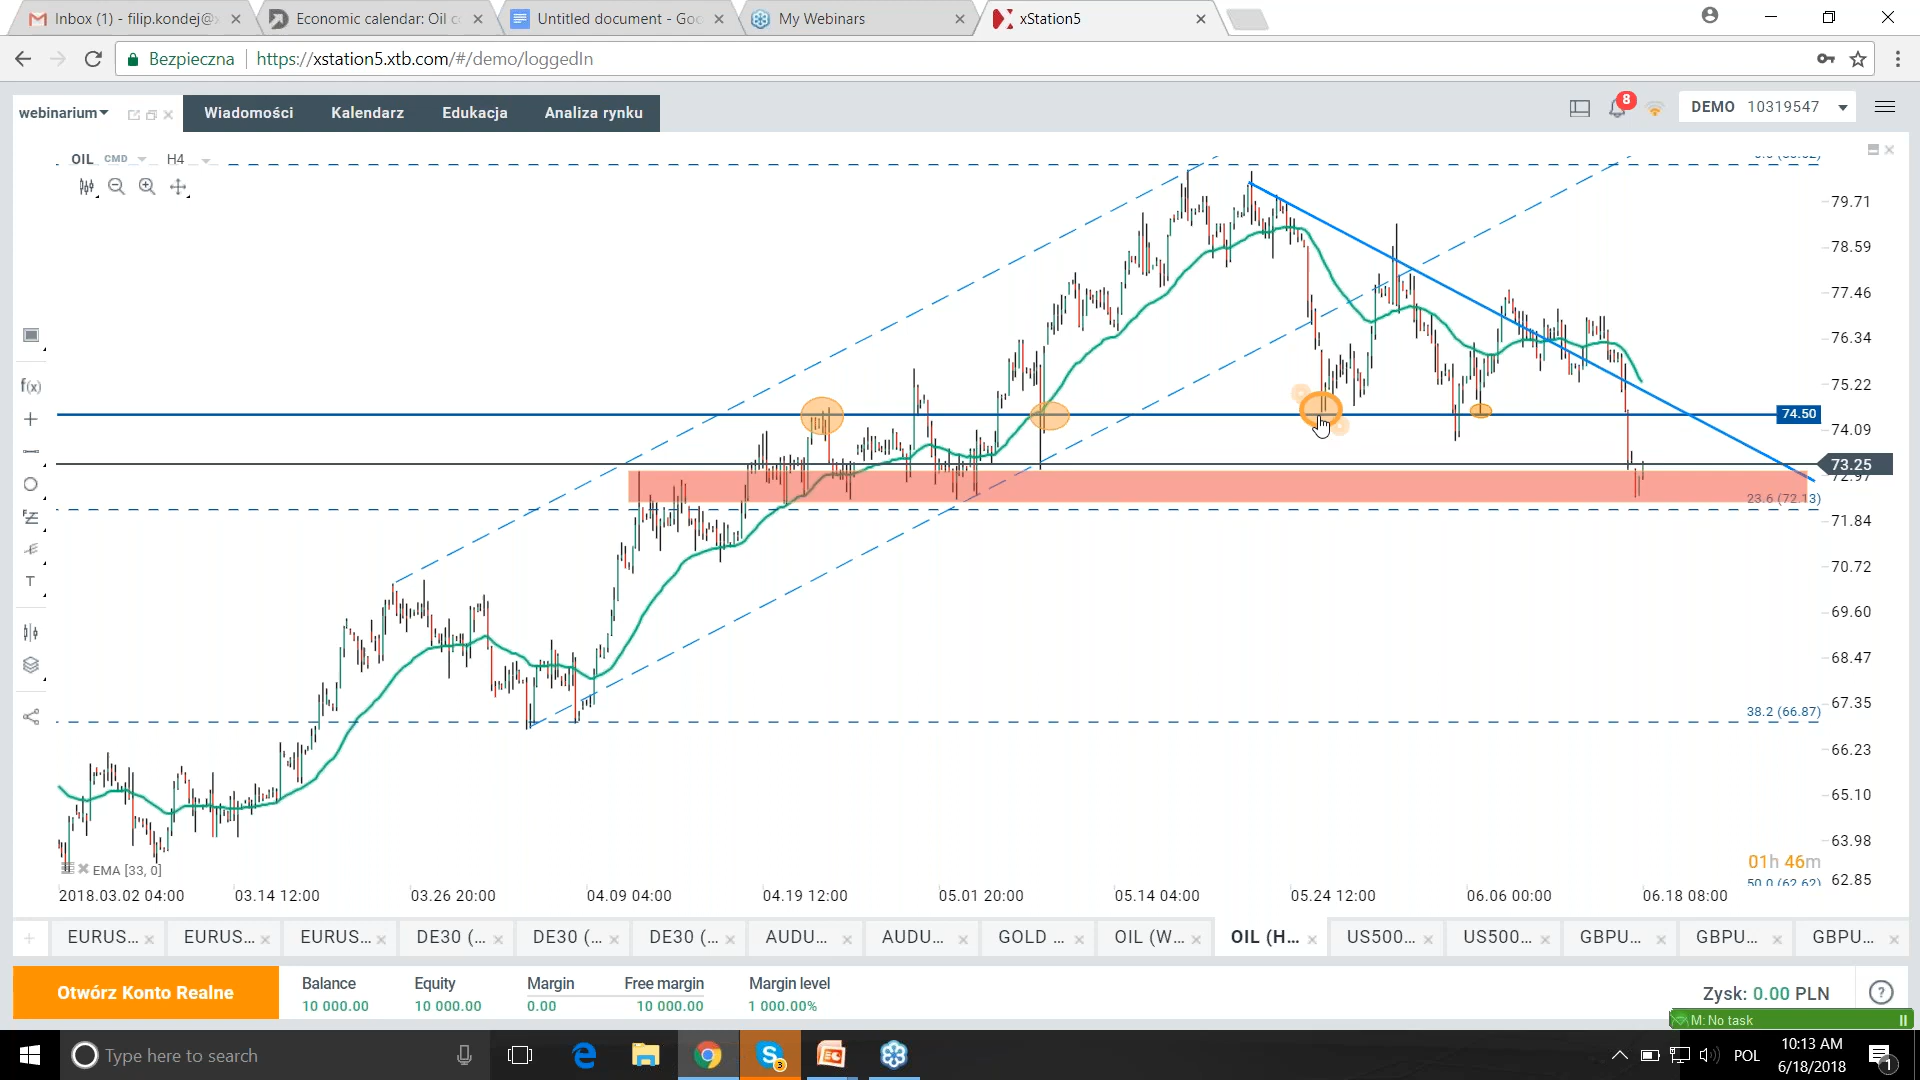 Inbox (1) - filip.kondej@
Economic calendar: Oil c
Untitled document - Goo
My Webinars
xStation5
Bezpieczna
https://xstation5.xtb.com/#/demo/loggedIn
webinarium
Wiadomości
Kalendarz
Edukacja
Analiza rynku
8
DEMO 10319547
OIL CMD H4
79.71
78.59
77.46
76.34
75.22
74.50
74.09
73.25
72.97
23.6 (72.13)
71.84
70.72
69.60
68.47
67.35
38.2 (66.87)
66.23
65.10
63.98
01h 46m
50.0 (62.62)
62.85
f(x)
T
EMA [33, 0]
2018.03.02 04:00
03.14 12:00
03.26 20:00
04.09 04:00
04.19 12:00
05.01 20:00
05.14 04:00
05.24 12:00
06.06 00:00
06.18 08:00
EURUS...
EURUS...
EURUS...
DE30 (...
DE30 (...
DE30 (...
AUDU...
AUDU...
GOLD ...
OIL (W...
OIL (H...
US500...
US500...
GBPU...
GBPU...
GBPU...
Otwórz Konto Realne
Balance
10 000.00
Equity
10 000.00
Margin
0.00
Free margin
10 000.00
Margin level
1 000.00%
Zysk: 0.00 PLN
?
M: No task
Type here to search
S
3
POL
10:13 AM
6/18/2018
1